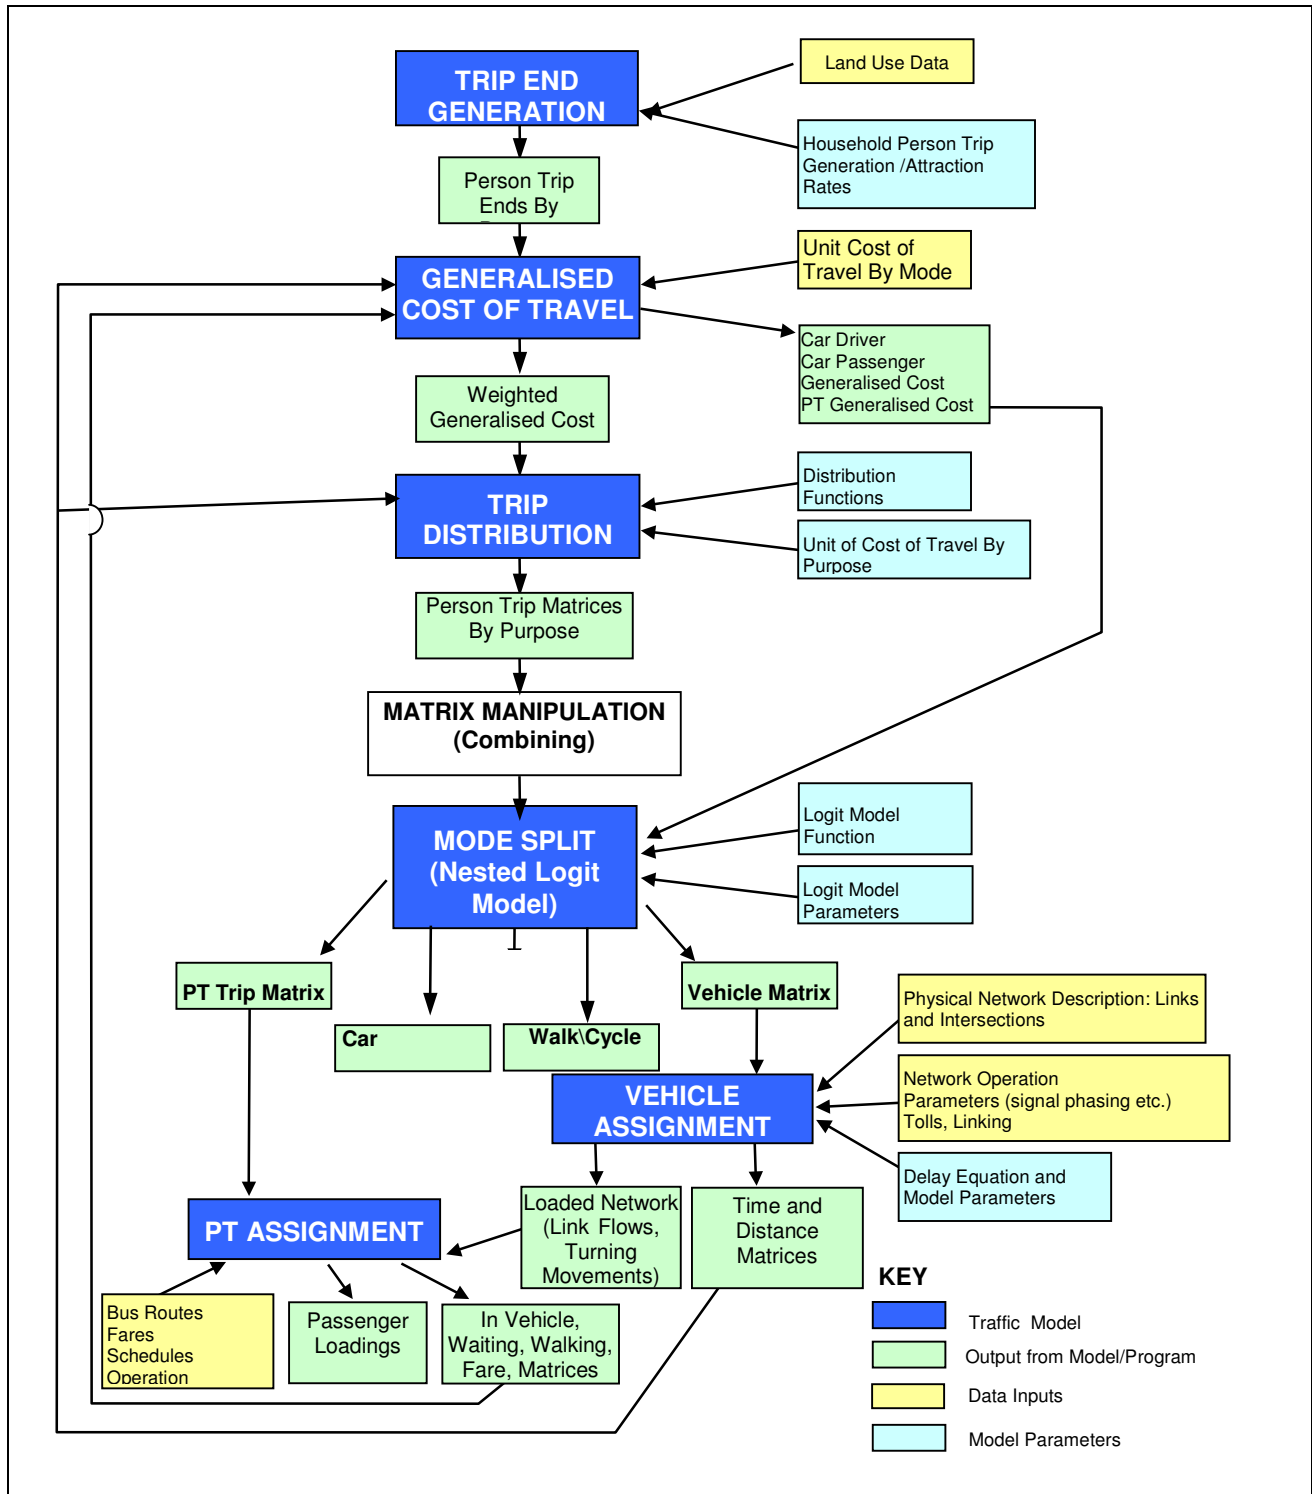 TRIP END
GENERATION
Land Use Data
Household Person Trip
Generation /Attraction
Rates
Person Trip
Ends By
GENERALISED
COST OF TRAVEL
Unit Cost of
Travel By Mode
Car Driver
Car Passenger
Generalised Cost
PT Generalised Cost
Weighted
Generalised Cost
TRIP
DISTRIBUTION
Distribution
Functions
Unit of Cost of Travel By
Purpose
Person Trip Matrices
By Purpose
MATRIX MANIPULATION
(Combining)
MODE SPLIT
(Nested Logit
Model)
Logit Model
Function
Logit Model
Parameters
PT Trip Matrix
Car
Walk\Cycle
Vehicle Matrix
Physical Network Description: Links
and Intersections
Network Operation
Parameters (signal phasing etc.)
Tolls, Linking
Delay Equation and
Model Parameters
VEHICLE
ASSIGNMENT
PT ASSIGNMENT
Loaded Network
(Link Flows,
Turning
Movements)
Time and
Distance
Matrices
Bus Routes
Fares
Schedules
Operation
Passenger
Loadings
In Vehicle,
Waiting, Walking,
Fare, Matrices
KEY
Traffic Model
Output from Model/Program
Data Inputs
Model Parameters